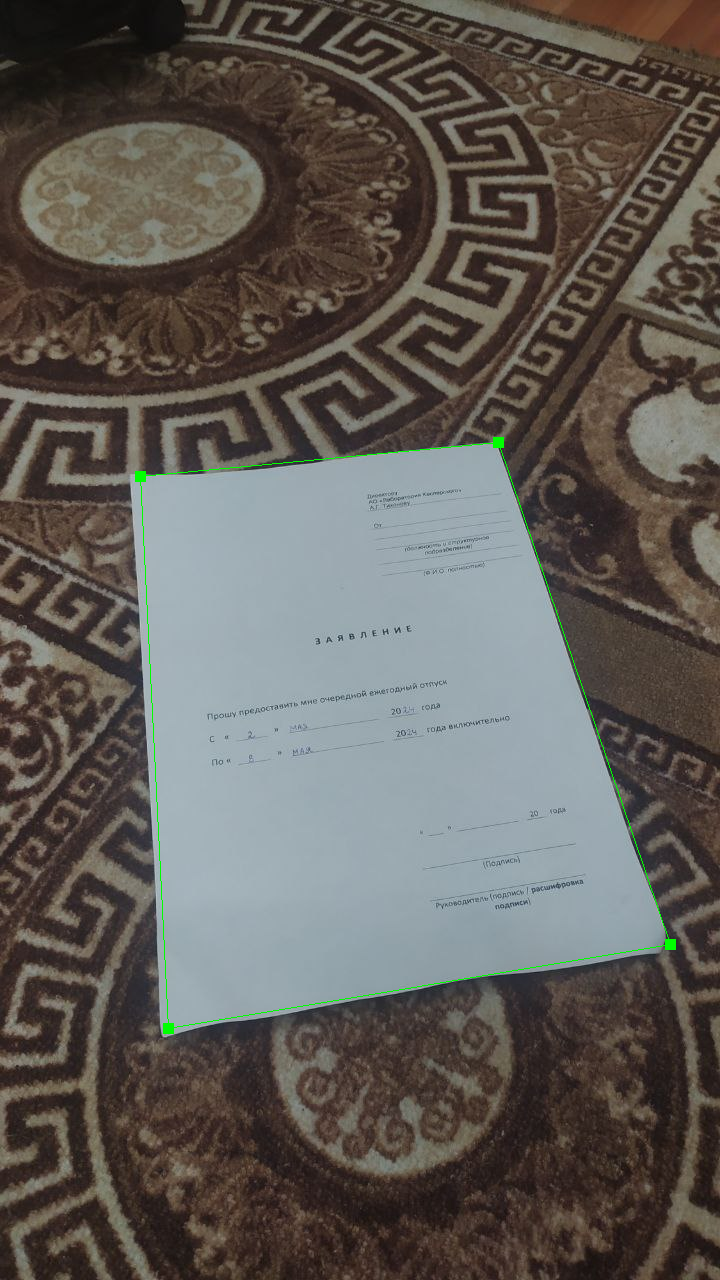 Директору
АО «Лаборатория Касперского»
А.Г. Тихонову
От
(должность и структурное
подразделение)
(Ф.И.О. полностью)
ЗАЯВЛЕНИЕ
Прошу предоставить мне очередной ежегодный отпуск
С « 2 » мая 2024 года
По « 8 » мая 2024 года включительно
« » 20 года
(Подпись)
Руководитель (подпись / расшифровка
подписи)